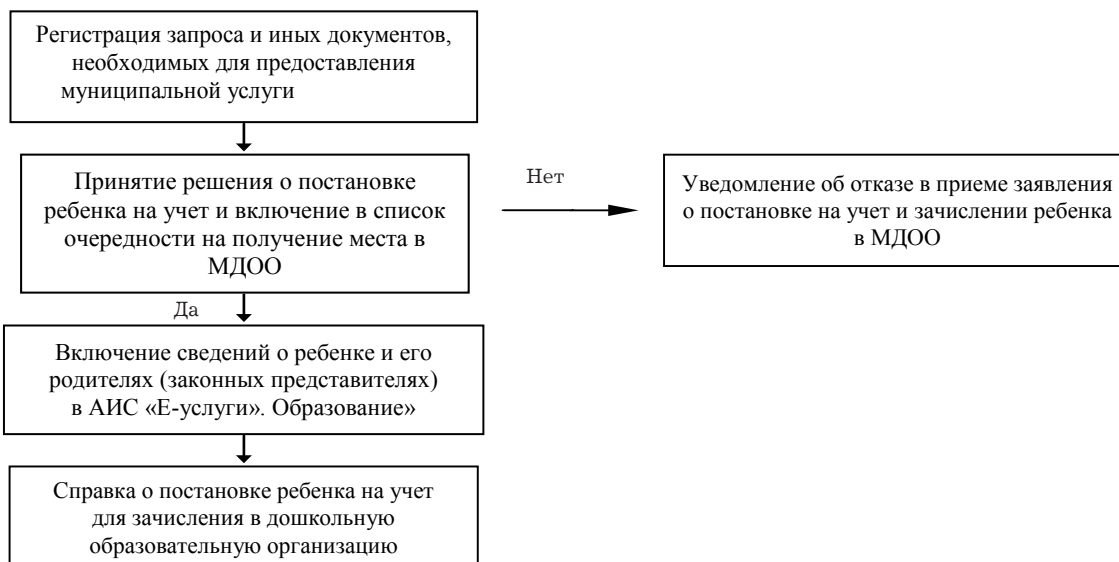 Регистрация запроса и иных документов,
необходимых для предоставления
муниципальной услуги
Принятие решения о постановке
ребенка на учет и включение в список
очередности на получение места в
МДОО
Нет
Уведомление об отказе в приеме заявления
о постановке на учет и зачислении ребенка
в МДОО
Да
Включение сведений о ребенке и его
родителях (законных представителях)
в АИС «Е-услуги». Образование»
Справка о постановке ребенка на учет
для зачисления в дошкольную
образовательную организацию